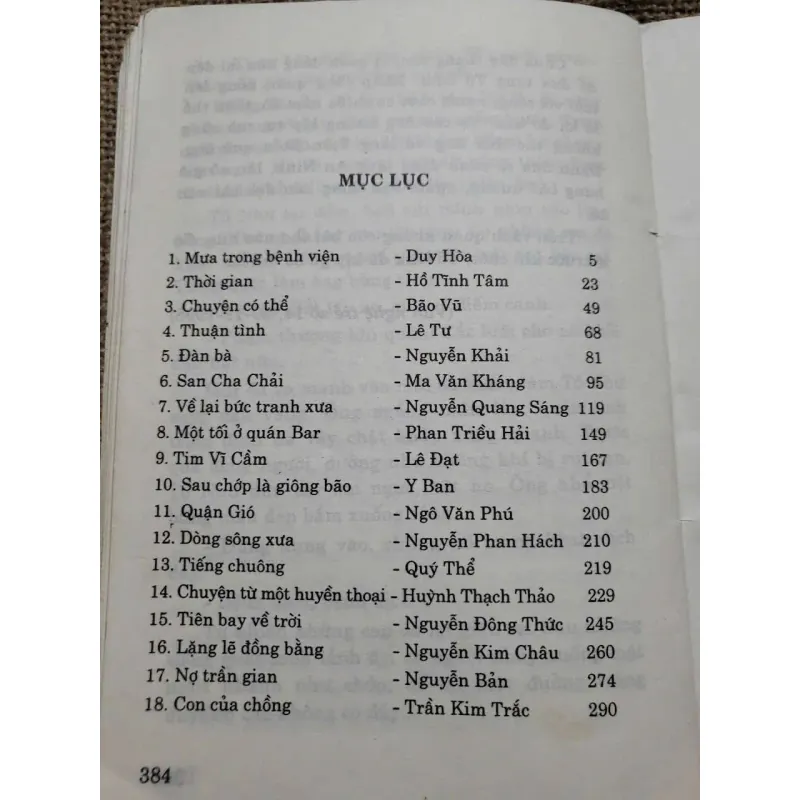 MỤC LỤC
1. Mưa trong bệnh viện - Duy Hòa 5
2. Thời gian - Hồ Tĩnh Tâm 23
3. Chuyện có thể - Bão Vũ 49
4. Thuận tình - Lê Tư 68
5. Đàn bà - Nguyễn Khải 81
6. San Cha Chải - Ma Văn Kháng 95
7. Về lại bức tranh xưa - Nguyễn Quang Sáng 119
8. Một tối ở quán Bar - Phan Triều Hải 149
9. Tim Vĩ Cầm - Lê Đạt 167
10. Sau chớp là giông bão - Y Ban 183
11. Quận Gió - Ngô Văn Phú 200
12. Dòng sông xưa - Nguyễn Phan Hách 210
13. Tiếng chuông - Quý Thể 219
14. Chuyện từ một huyền thoại - Huỳnh Thạch Thảo 229
15. Tiên bay về trời - Nguyễn Đông Thức 245
16. Lặng lẽ đồng bằng - Nguyễn Kim Châu 260
17. Nợ trần gian - Nguyễn Bản 274
18. Con của chồng - Trần Kim Trắc 290
384